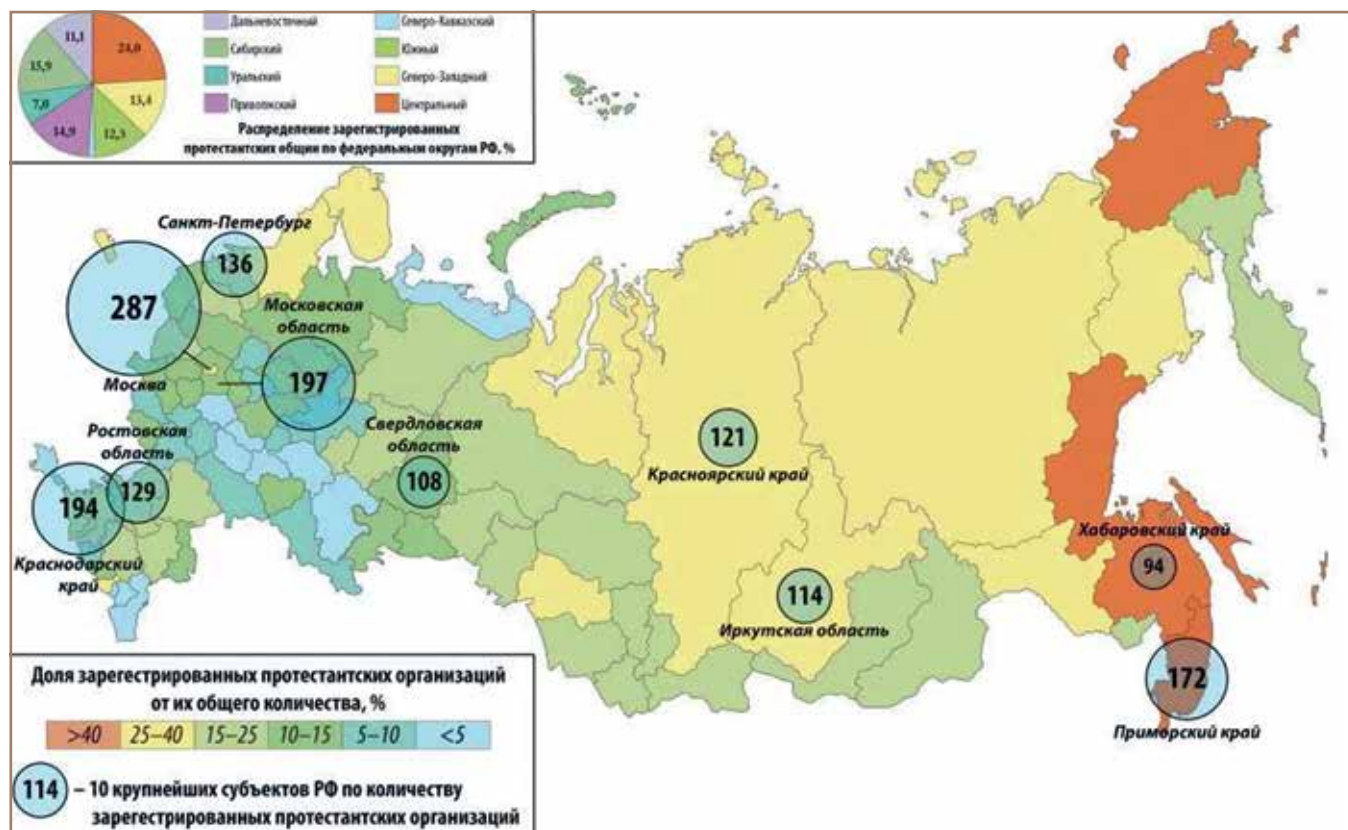 11,1
24,0
15,9
7,0
13,4
14,9
12,3
Дальневосточный
Северо-Кавказский
Сибирский
Южный
Уральский
Северо-Западный
Приволжский
Центральный
Распределение зарегистрированных
протестантских общин по федеральным округам РФ, %
Санкт-Петербург
136
287
Московская
область
Москва
197
Ростовская
область
Свердловская
область
129
194
108
Краснодарский
край
121
Красноярский край
Хабаровский край
94
114
Иркутская область
172
Приморский край
Доля зарегестрированных протестантских организаций
от их общего количества, %
>40 25–40 15–25 10–15 5–10 <5
114 – 10 крупнейших субъектов РФ по количеству
зарегестрированных протестантских организаций